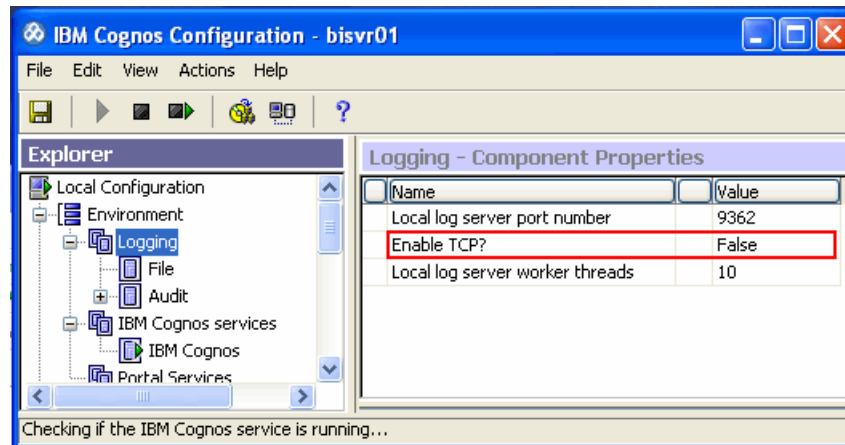 IBM Cognos Configuration - bisvr01
File Edit View Actions Help
?
Explorer
Logging - Component Properties
Local Configuration
Environment
Logging
File
Audit
IBM Cognos services
IBM Cognos
Portal Services
Name Value
Local log server port number 9362
Enable TCP? False
Local log server worker threads 10
Checking if the IBM Cognos service is running...